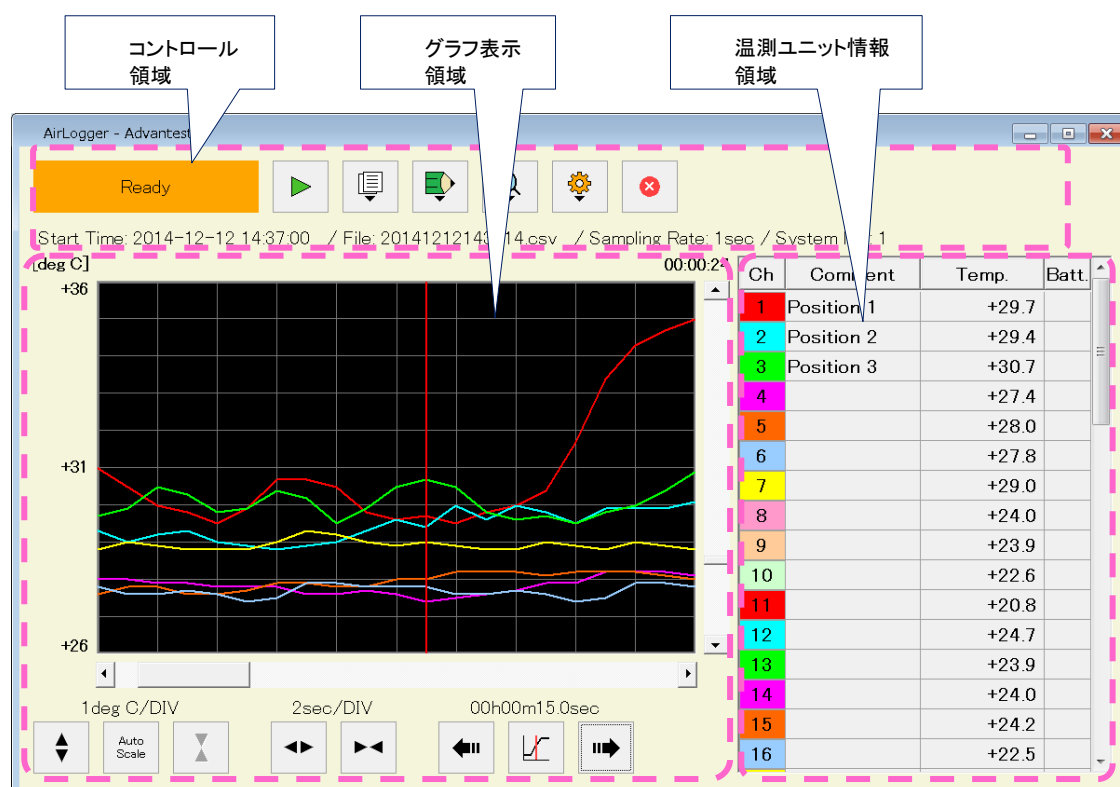 コントロール
領域
グラフ表示
領域
温測ユニット情報
領域
AirLogger - Advantest
Ready
Start Time: 2014-12-12 14:37:00 / File: 20141212143 14.csv / Sampling Rate: 1sec / System 1
[deg C]
00:00:24
+36
+31
+26
1deg C/DIV
2sec/DIV
00h00m15.0sec
Auto
Scale
Ch Comment Temp. Batt.
1 Position 1 +29.7
2 Position 2 +29.4
3 Position 3 +30.7
4 +27.4
5 +28.0
6 +27.8
7 +29.0
8 +24.0
9 +23.9
10 +22.6
11 +20.8
12 +24.7
13 +23.9
14 +24.0
15 +24.2
16 +22.5